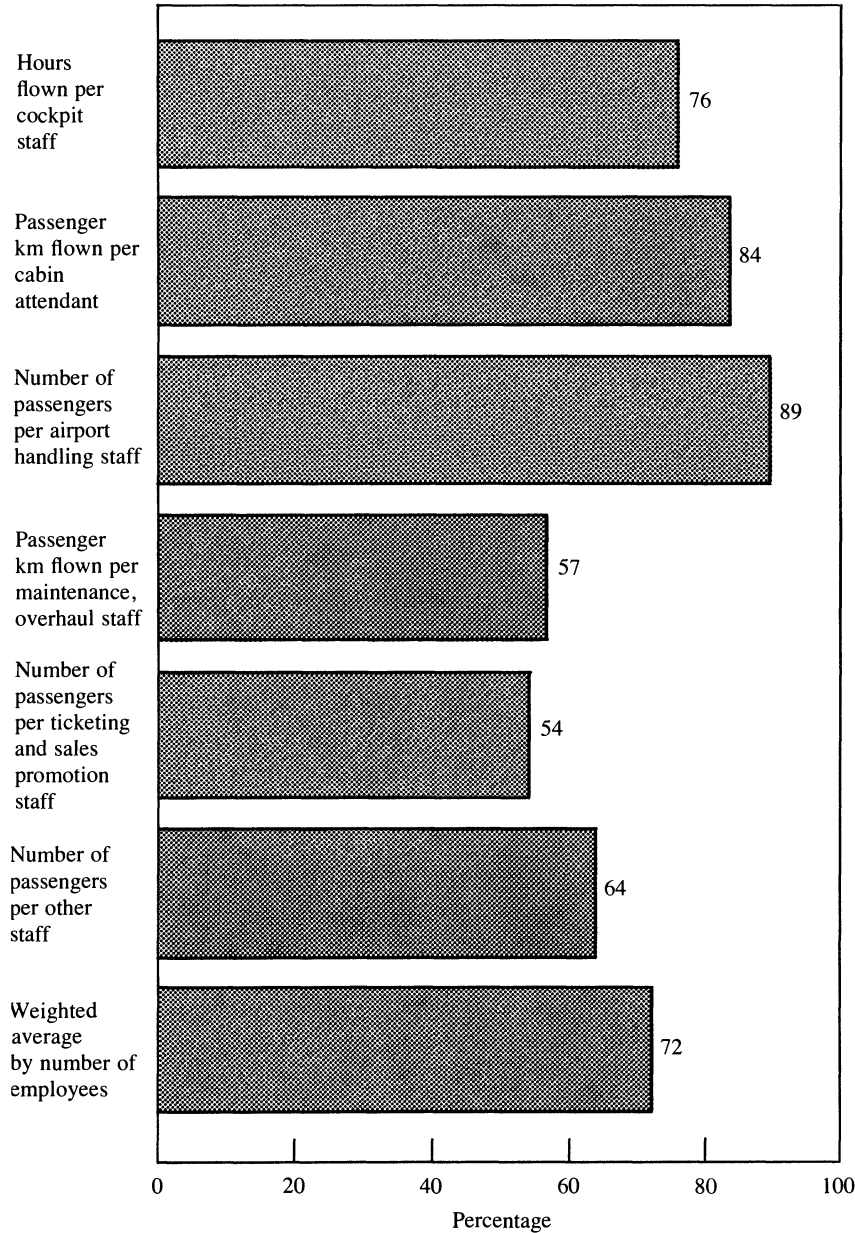 Hours
flown per
cockpit
staff
76
Passenger
km flown per
cabin
attendant
84
Number of
passengers
per airport
handling staff
89
Passenger
km flown per
maintenance,
overhaul staff
57
Number of
passengers
per ticketing
and sales
promotion
staff
54
Number of
passengers
per other
staff
64
Weighted
average
by number of
employees
72
0 20 40 60 80 100
Percentage